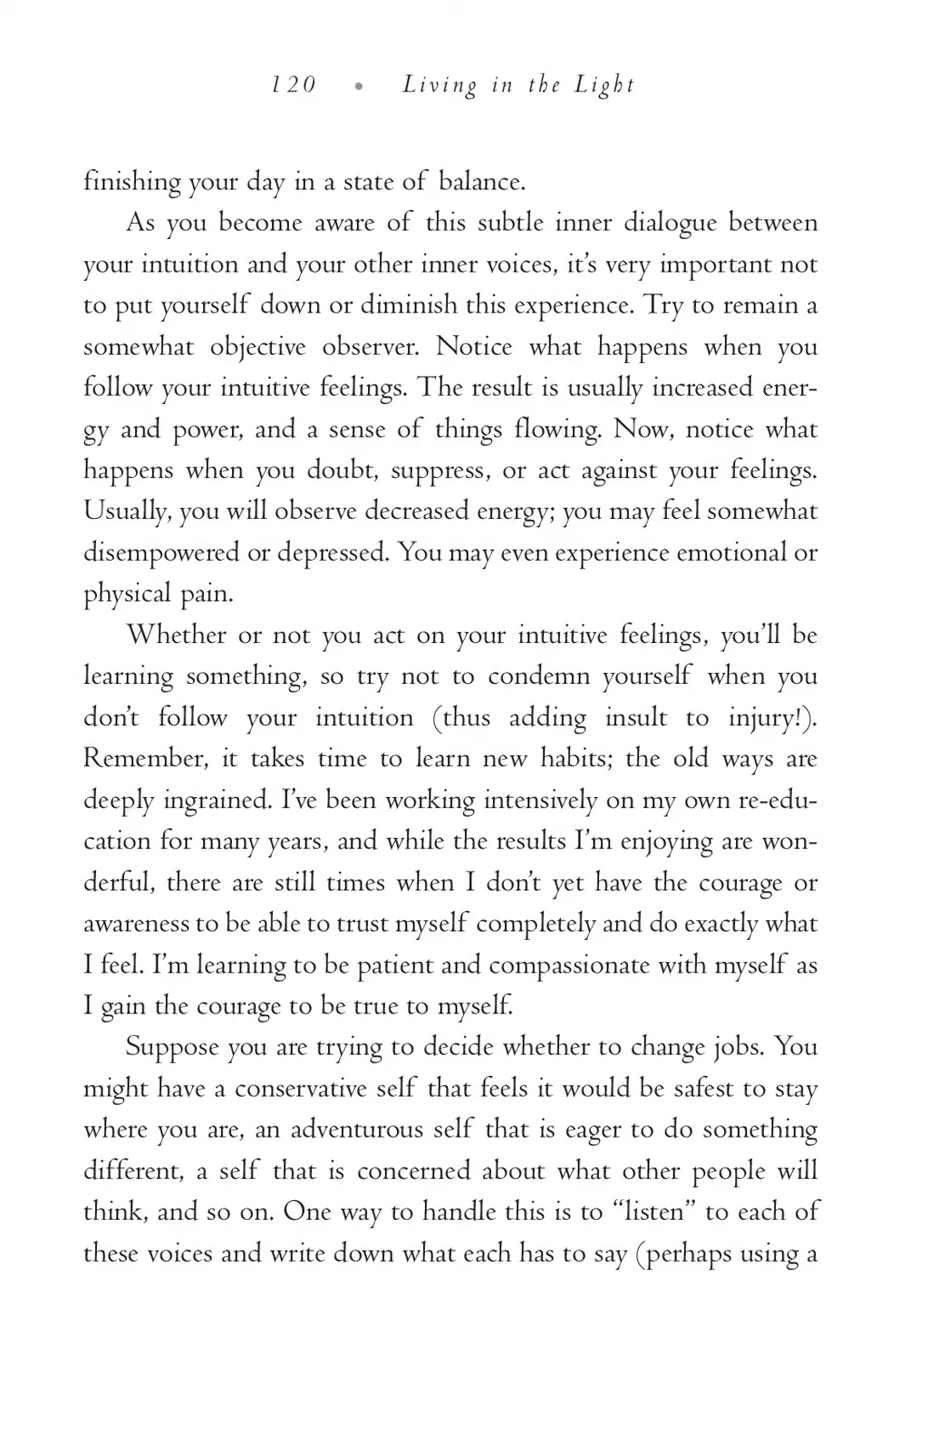 120 • Living in the Light
finishing your day in a state of balance.
As you become aware of this subtle inner dialogue between
your intuition and your other inner voices, it’s very important not
to put yourself down or diminish this experience. Try to remain a
somewhat objective observer. Notice what happens when you
follow your intuitive feelings. The result is usually increased ener-
gy and power, and a sense of things flowing. Now, notice what
happens when you doubt, suppress, or act against your feelings.
Usually, you will observe decreased energy; you may feel somewhat
disempowered or depressed. You may even experience emotional or
physical pain.
Whether or not you act on your intuitive feelings, you’ll be
learning something, so try not to condemn yourself when you
don’t follow your intuition (thus adding insult to injury!).
Remember, it takes time to learn new habits; the old ways are
deeply ingrained. I’ve been working intensively on my own re-edu-
cation for many years, and while the results I’m enjoying are won-
derful, there are still times when I don’t yet have the courage or
awareness to be able to trust myself completely and do exactly what
I feel. I’m learning to be patient and compassionate with myself as
I gain the courage to be true to myself.
Suppose you are trying to decide whether to change jobs. You
might have a conservative self that feels it would be safest to stay
where you are, an adventurous self that is eager to do something
different, a self that is concerned about what other people will
think, and so on. One way to handle this is to “listen” to each of
these voices and write down what each has to say (perhaps using a